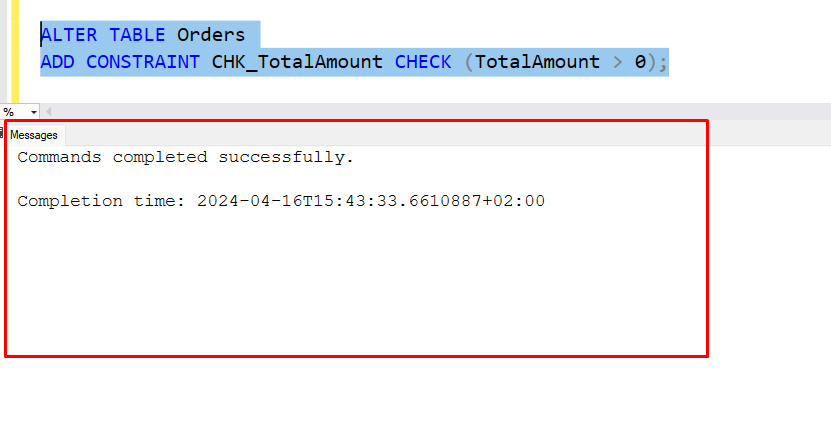 ALTER TABLE Orders
ADD CONSTRAINT CHK_TotalAmount CHECK (TotalAmount > 0);
%
Messages
Commands completed successfully.
Completion time: 2024-04-16T15:43:33.6610887+02:00